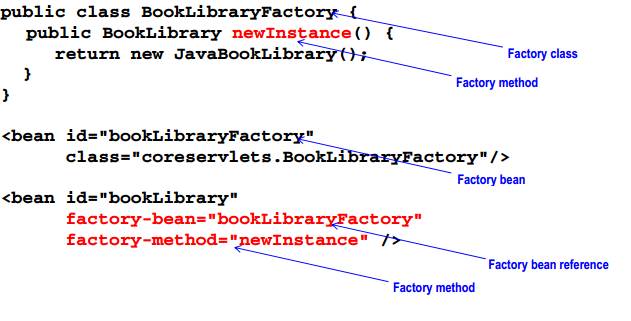 public class BookLibraryFactory {
public BookLibrary newInstance() {
return new JavaBookLibrary();
}
}
Factory class
Factory method
<bean id="bookLibraryFactory"
class="coreservlets.BookLibraryFactory"/>
Factory bean
<bean id="bookLibrary"
factory-bean="bookLibraryFactory"
factory-method="newInstance" />
Factory bean reference
Factory method